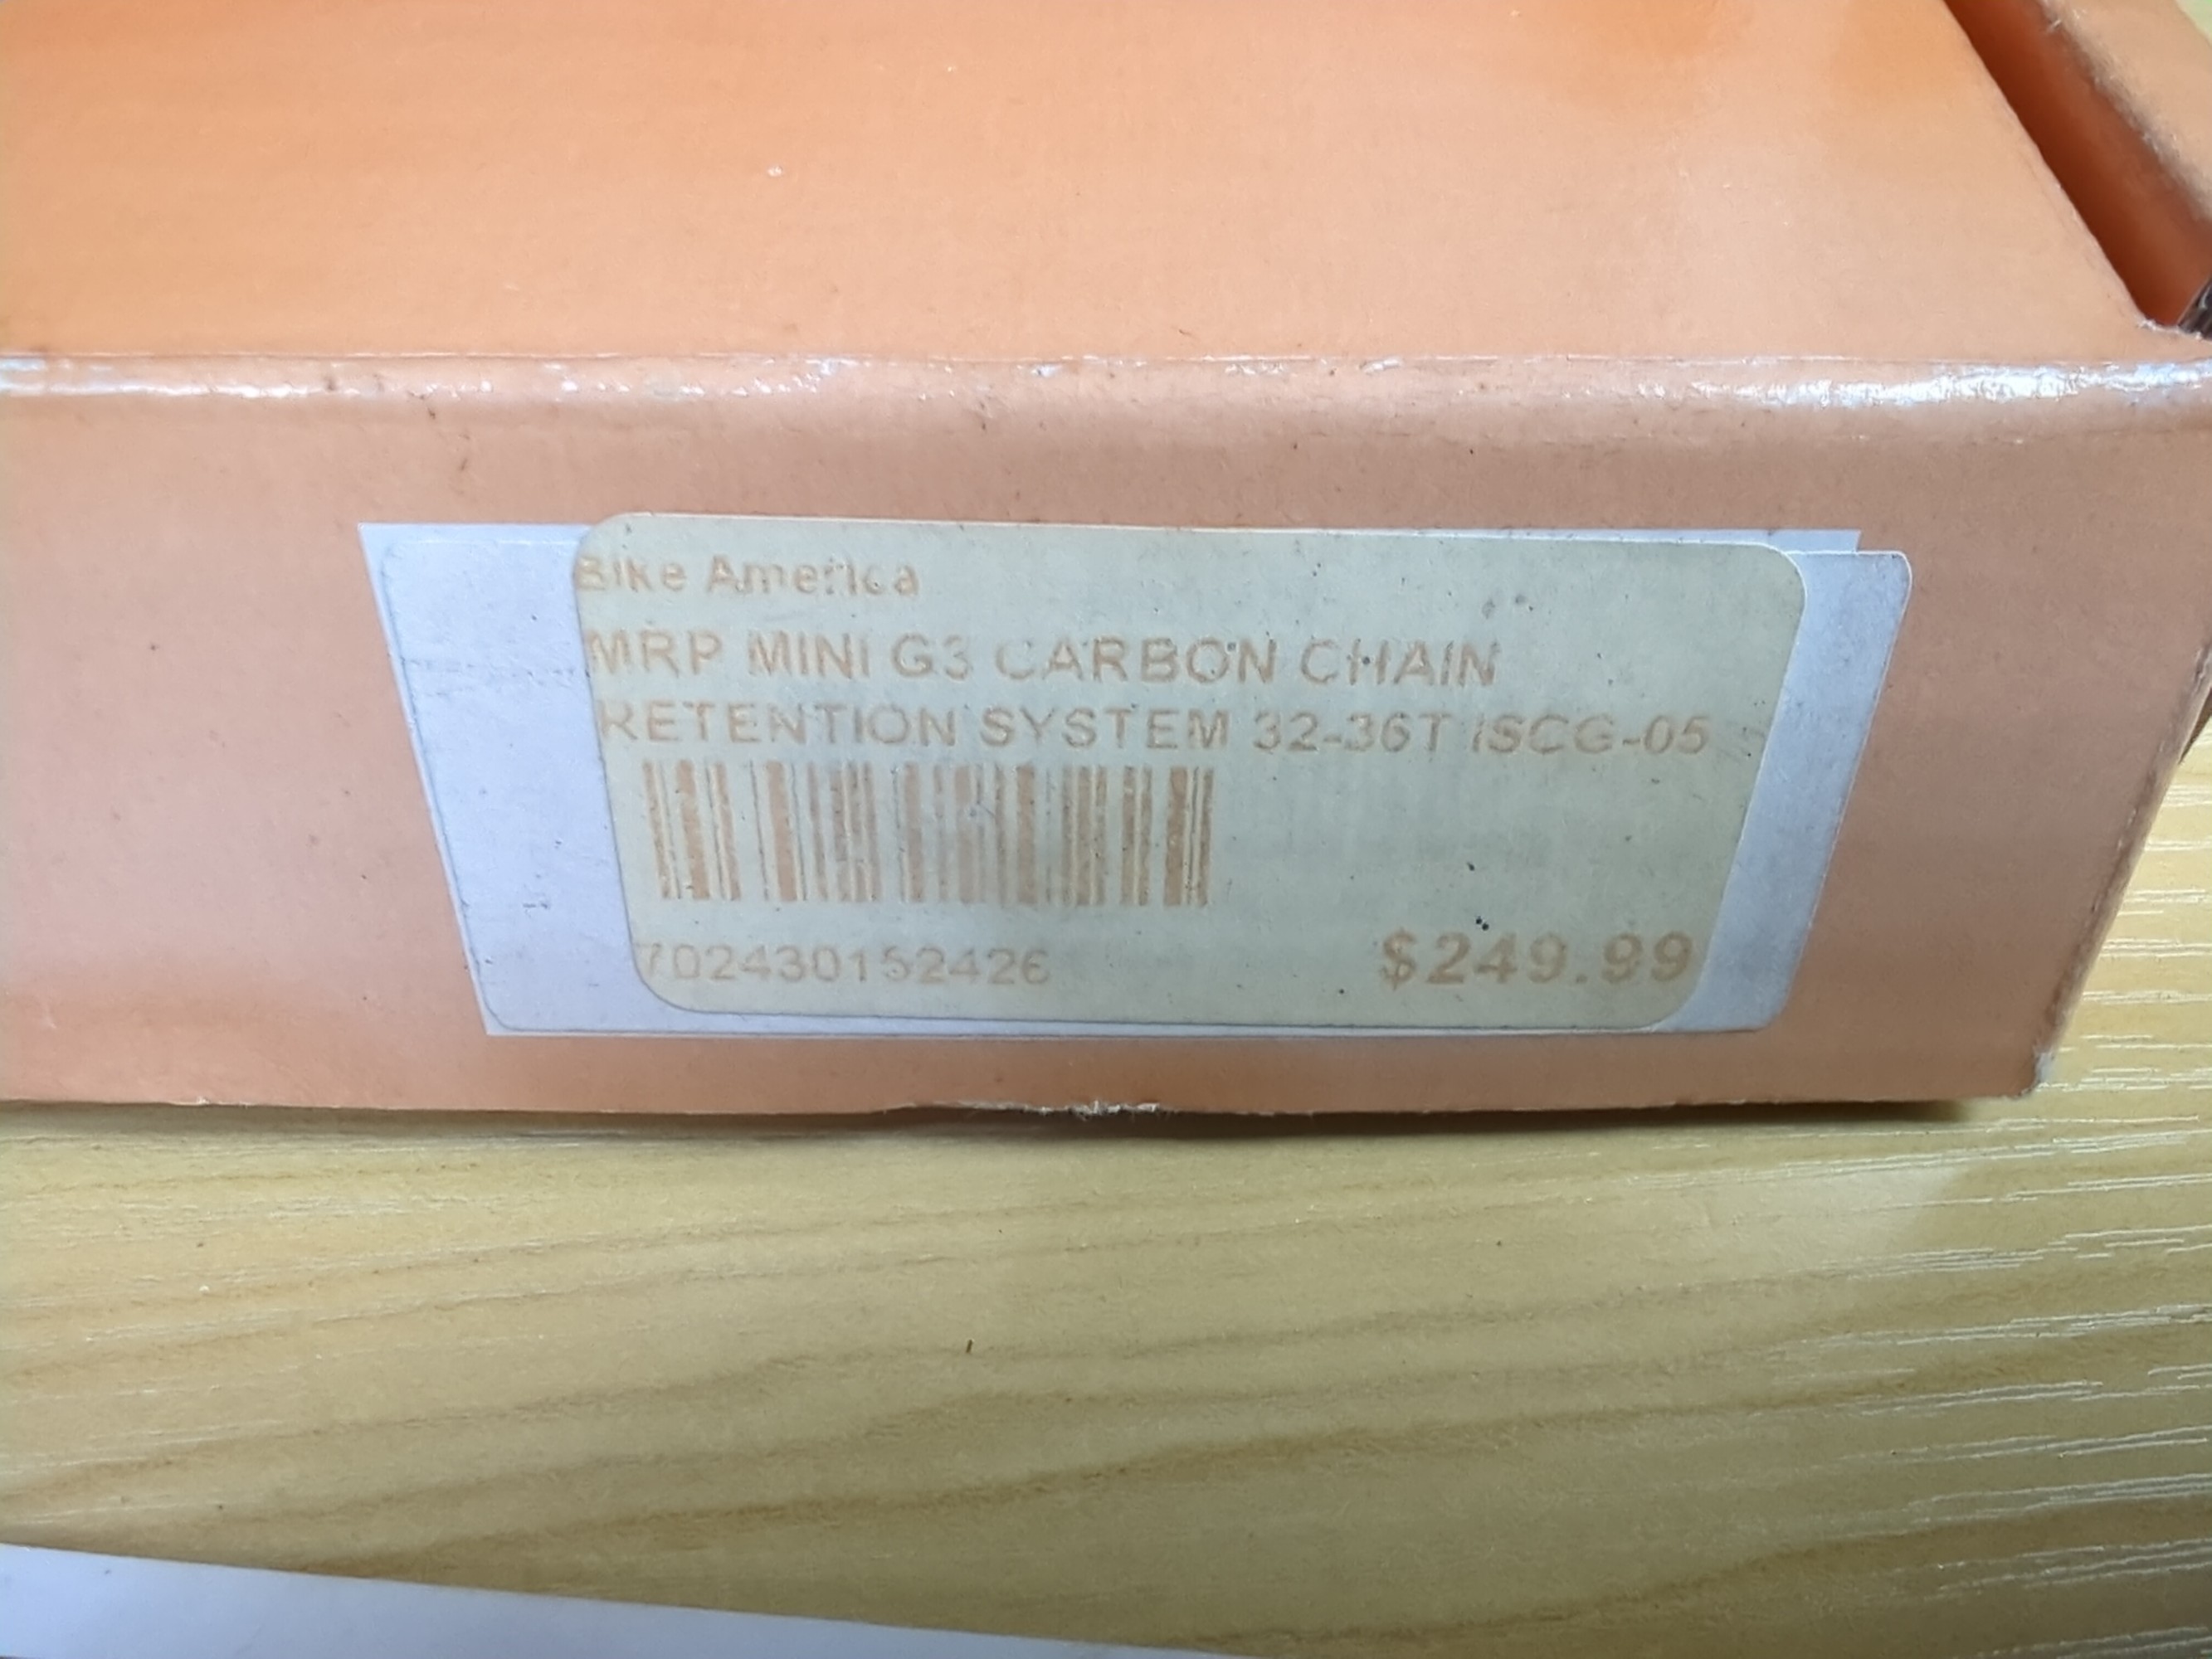 Bike America
MRP MINI G3 CARBON CHAIN
RETENTION SYSTEM 32-36T ISCG-05
702430152426
$249.99